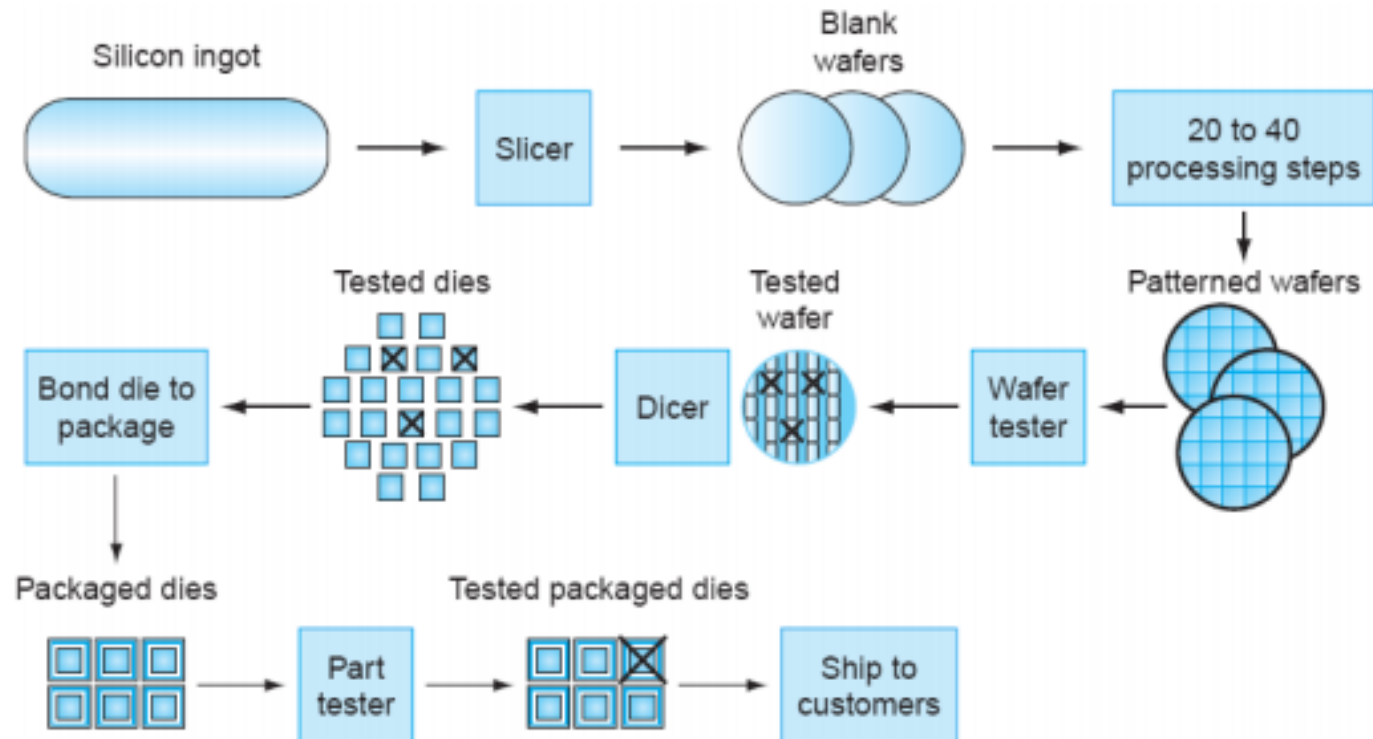 Silicon ingot
Slicer
Blank
wafers
20 to 40
processing steps
Patterned wafers
Wafer
tester
Tested
wafer
Dicer
Tested dies
Bond die to
package
Packaged dies
Part
tester
Tested packaged dies
Ship to
customers